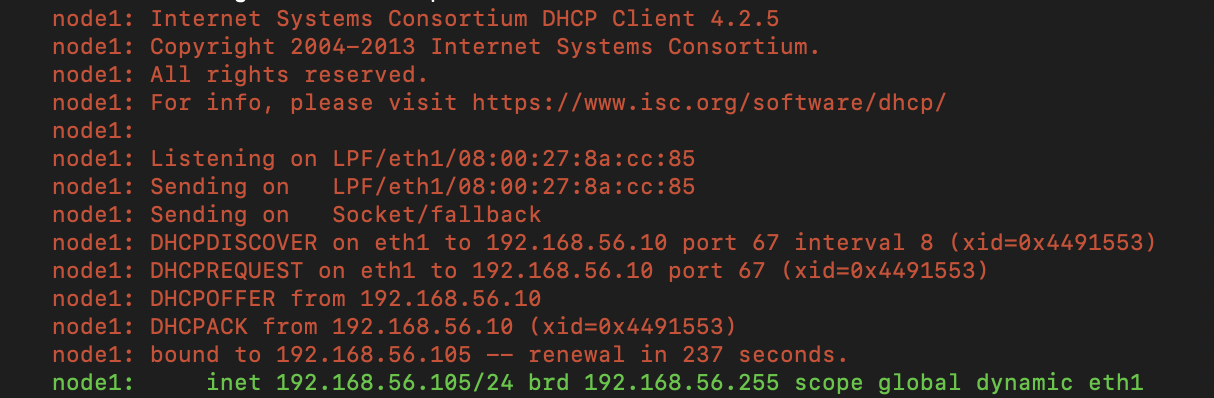 node1: Internet Systems Consortium DHCP Client 4.2.5
node1: Copyright 2004-2013 Internet Systems Consortium.
node1: All rights reserved.
node1: For info, please visit https://www.isc.org/software/dhcp/
node1:
node1: Listening on LPF/eth1/08:00:27:8a:cc:85
node1: Sending on   LPF/eth1/08:00:27:8a:cc:85
node1: Sending on   Socket/fallback
node1: DHCPDISCOVER on eth1 to 192.168.56.10 port 67 interval 8 (xid=0x4491553)
node1: DHCPREQUEST on eth1 to 192.168.56.10 port 67 (xid=0x4491553)
node1: DHCPOFFER from 192.168.56.10
node1: DHCPACK from 192.168.56.10 (xid=0x4491553)
node1: bound to 192.168.56.105 -- renewal in 237 seconds.
node1:     inet 192.168.56.105/24 brd 192.168.56.255 scope global dynamic eth1